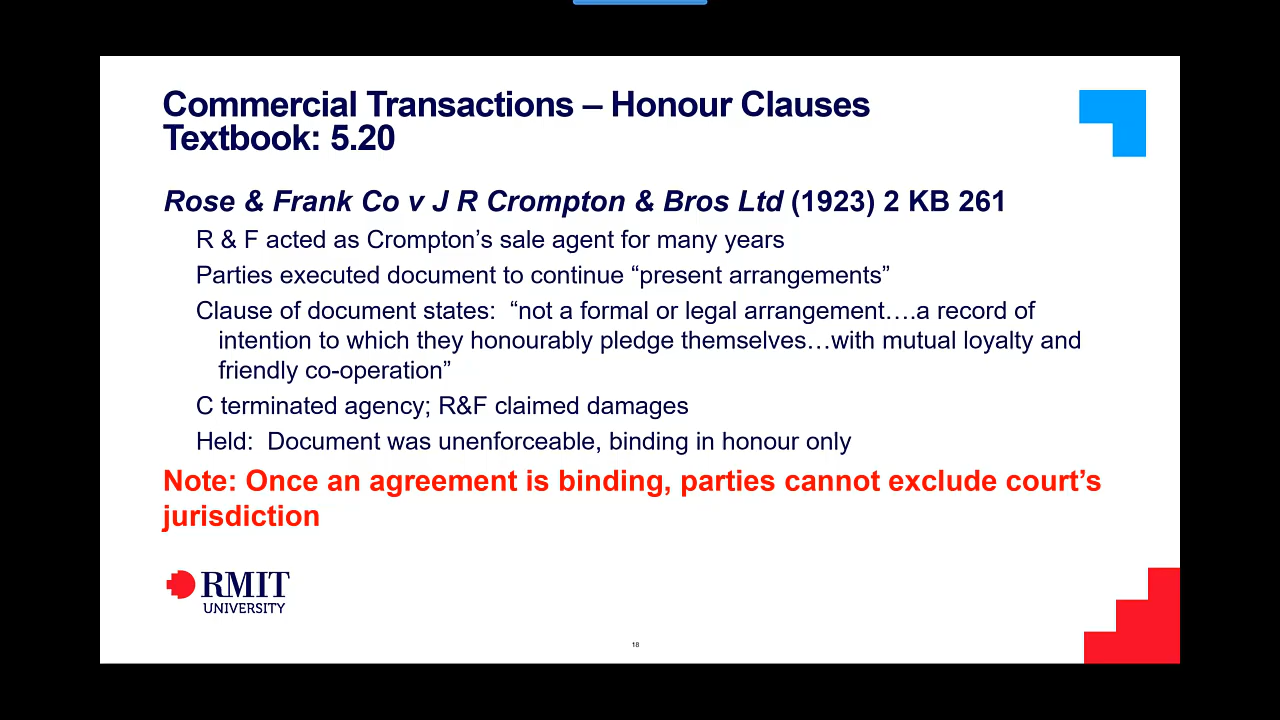 Commercial Transactions – Honour Clauses
Textbook: 5.20
Rose & Frank Co v J R Crompton & Bros Ltd (1923) 2 KB 261
R & F acted as Crompton’s sale agent for many years
Parties executed document to continue “present arrangements”
Clause of document states:  “not a formal or legal arrangement….a record of
intention to which they honourably pledge themselves…with mutual loyalty and
friendly co-operation”
C terminated agency; R&F claimed damages
Held:  Document was unenforceable, binding in honour only
Note: Once an agreement is binding, parties cannot exclude court’s
jurisdiction
RMIT
UNIVERSITY
18